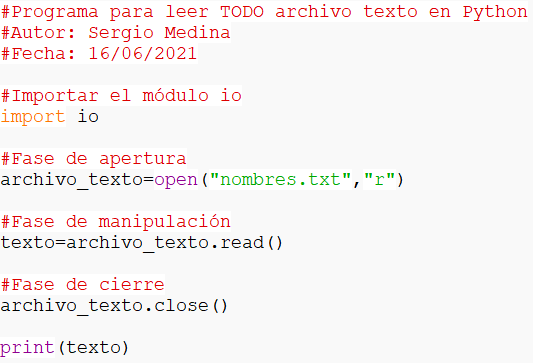 #Programa para leer TODO archivo texto en Python
#Autor: Sergio Medina
#Fecha: 16/06/2021
#Importar el módulo io
import io
#Fase de apertura
archivo_texto=open("nombres.txt","r")
#Fase de manipulación
texto=archivo_texto.read()
#Fase de cierre
archivo_texto.close()
print(texto)